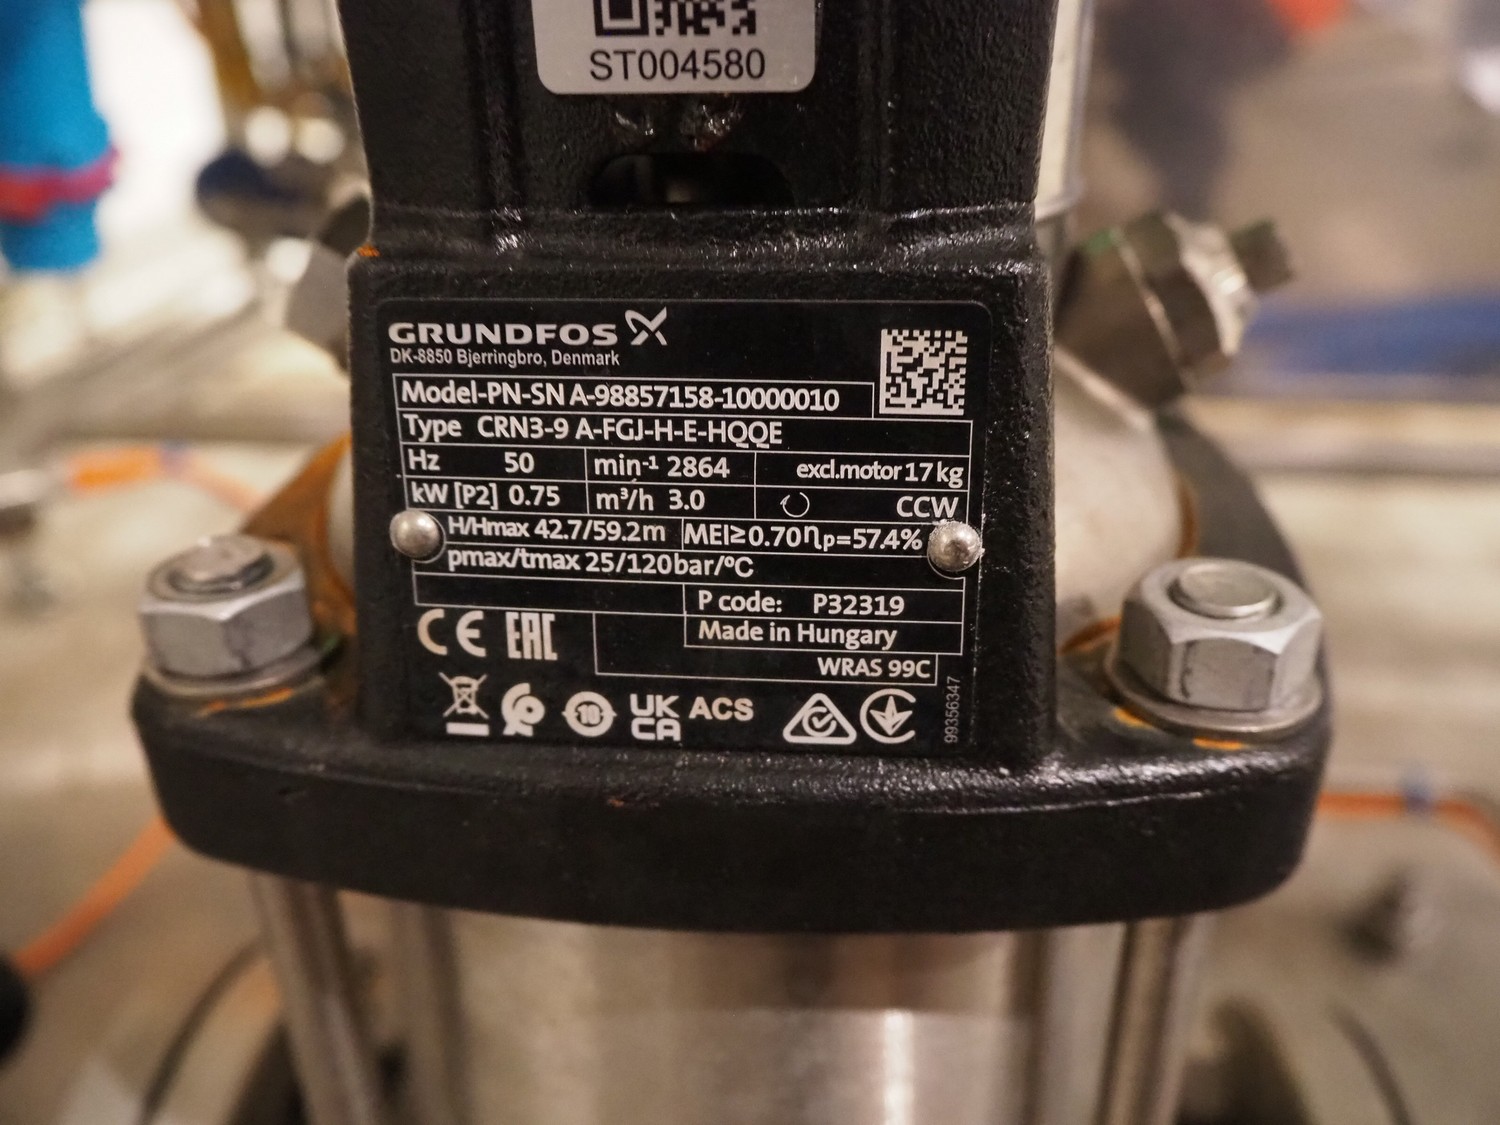 ST004580
GRUNDFOS
DK-8850 Bjerringbro, Denmark
Model-PN-SN A-98857158-10000010
Type CRN3-9 A-FGJ-H-E-HQQE
Hz 50 min⁻¹ 2864 excl.motor 17 kg
kW [P2] 0.75 m³/h 3.0 CCW
H/Hmax 42.7/59.2m MEI≥0.70 ηp=57.4%
pmax/tmax 25/120bar/°C
P code: P32319
Made in Hungary
CE EAC
WRAS 99C
10 UK CA ACS
99356347